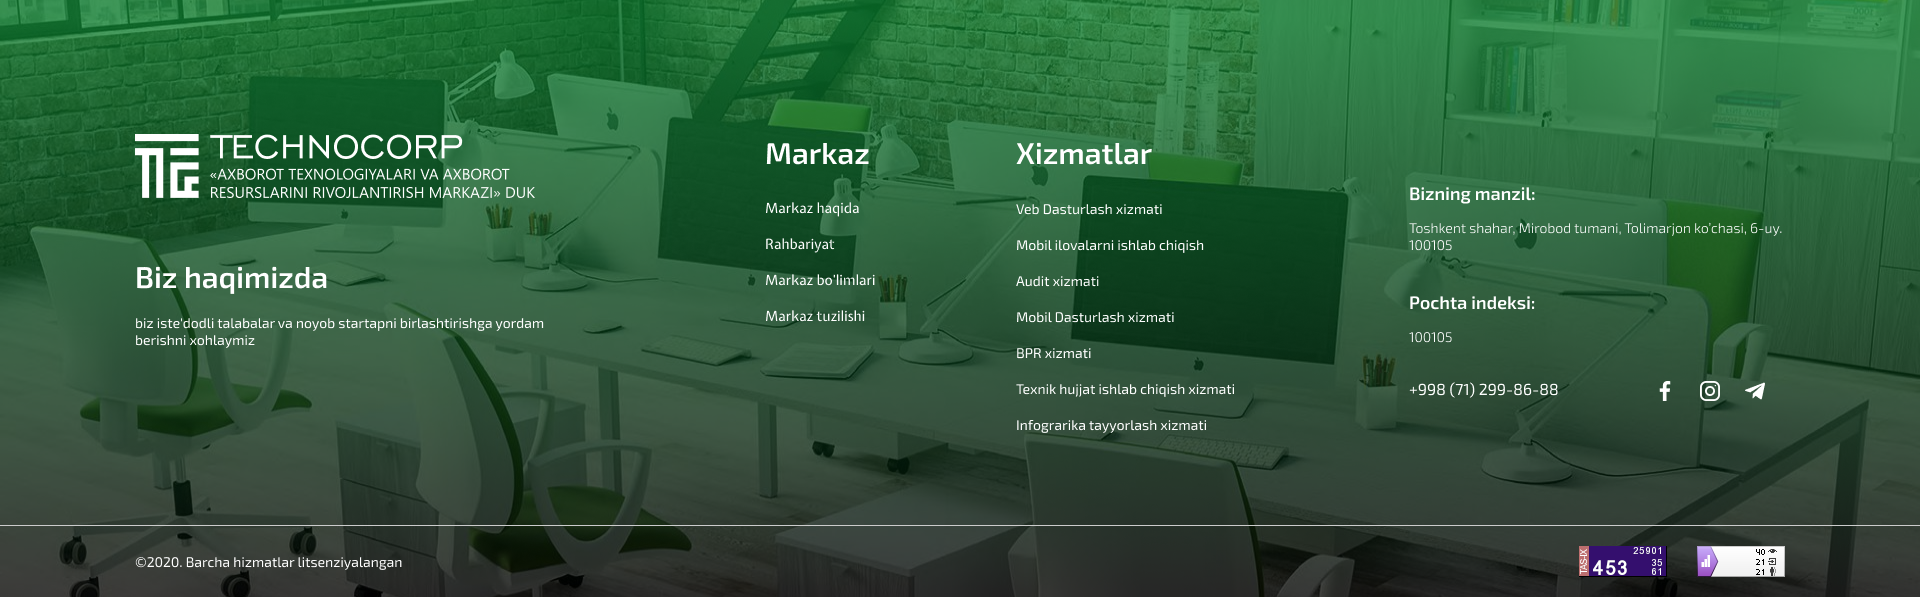 TECHNOCORP
«AXBOROT TEXNOLOGIYALARI VA AXBOROT
RESURSLARINI RIVOJLANTIRISH MARKAZI» DUK
Biz haqimizda
biz iste'dodli talabalar va noyob startapni birlashtirishga yordam
berishni xohlaymiz
Markaz
Markaz haqida
Rahbariyat
Markaz bo'limlari
Markaz tuzilishi
Xizmatlar
Veb Dasturlash xizmati
Mobil ilovalarni ishlab chiqish
Audit xizmati
Mobil Dasturlash xizmati
BPR xizmati
Texnik hujjat ishlab chiqish xizmati
Infograrika tayyorlash xizmati
Bizning manzil:
Toshkent shahar, Mirobod tumani, Tolimarjon ko'chasi, 6-uy.
100105
Pochta indeksi:
100105
+998 (71) 299-86-88
©2020. Barcha hizmatlar litsenziyalangan
TAS-IX
25901
453
35
61
40
21
21